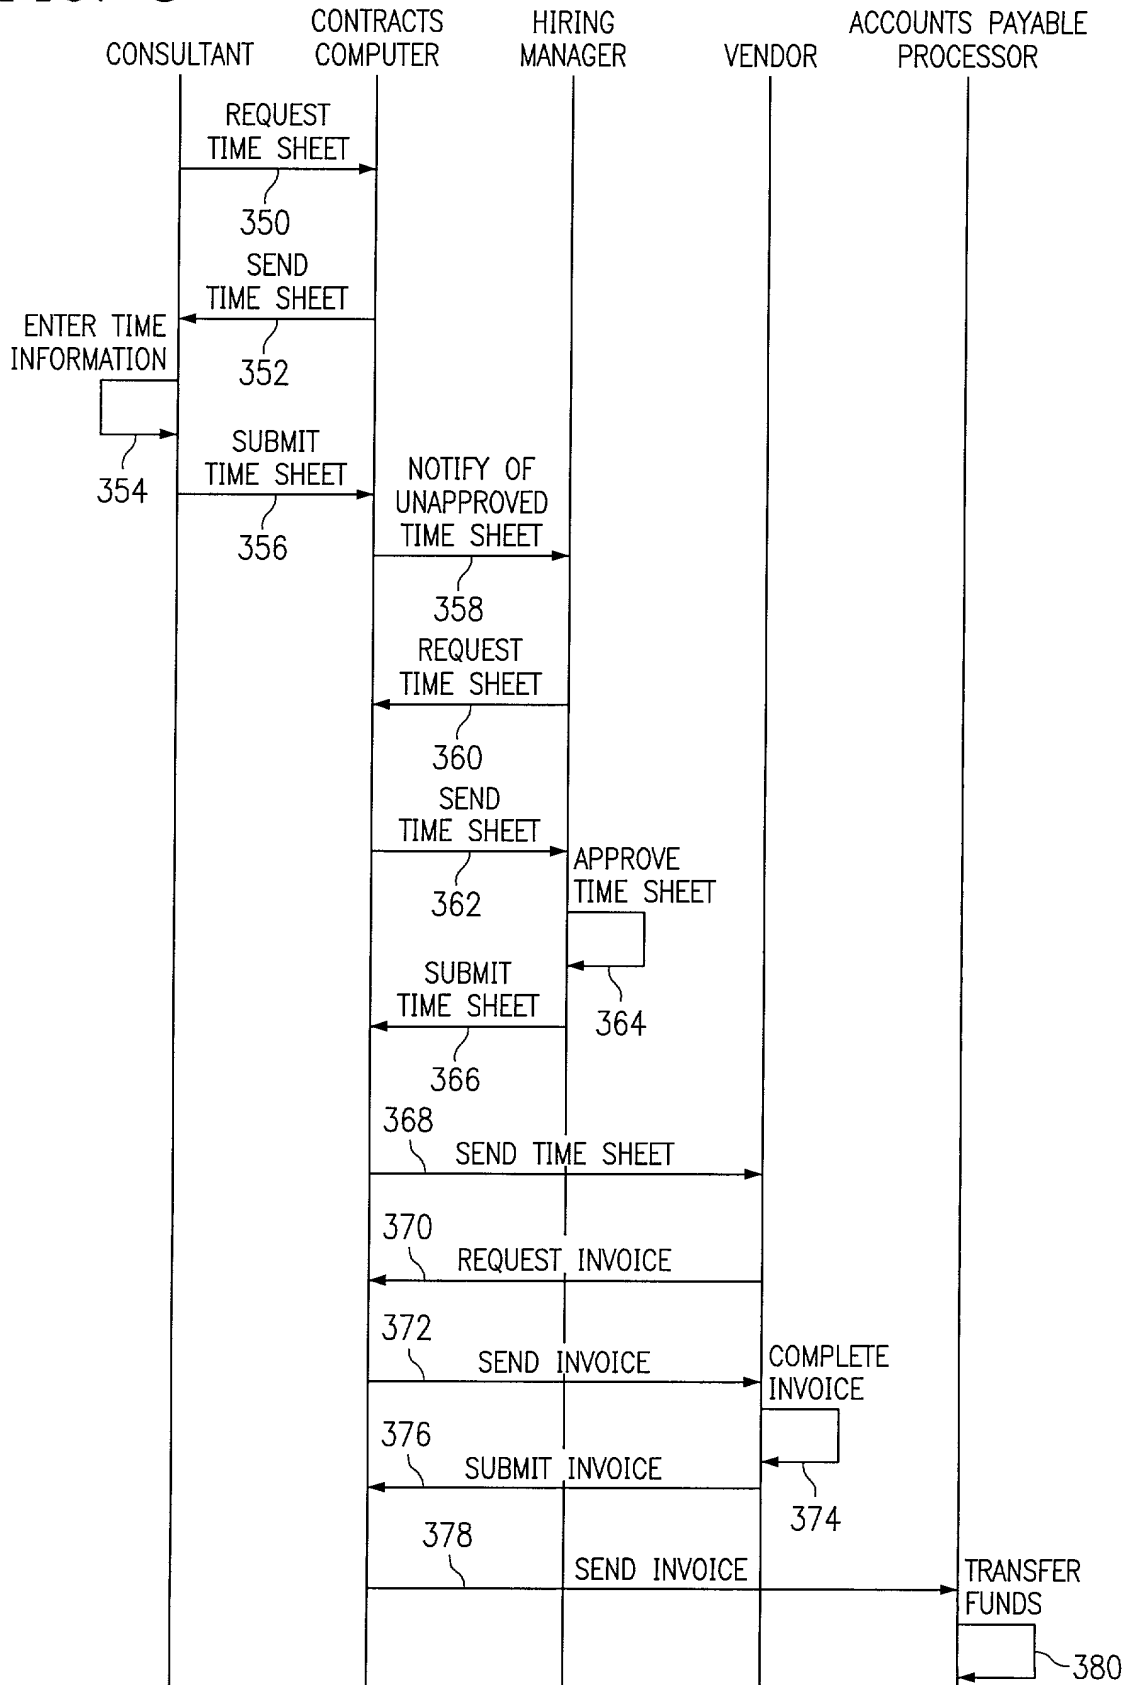 CONSULTANT
CONTRACTS
COMPUTER
HIRING
MANAGER
VENDOR
ACCOUNTS PAYABLE
PROCESSOR
REQUEST
TIME SHEET
350
SEND
TIME SHEET
352
ENTER TIME
INFORMATION
354
SUBMIT
TIME SHEET
356
NOTIFY OF
UNAPPROVED
TIME SHEET
358
REQUEST
TIME SHEET
360
SEND
TIME SHEET
362
APPROVE
TIME SHEET
364
SUBMIT
TIME SHEET
366
368
SEND TIME SHEET
370
REQUEST INVOICE
372
SEND INVOICE
COMPLETE
INVOICE
374
376
SUBMIT INVOICE
378
SEND INVOICE
TRANSFER
FUNDS
380